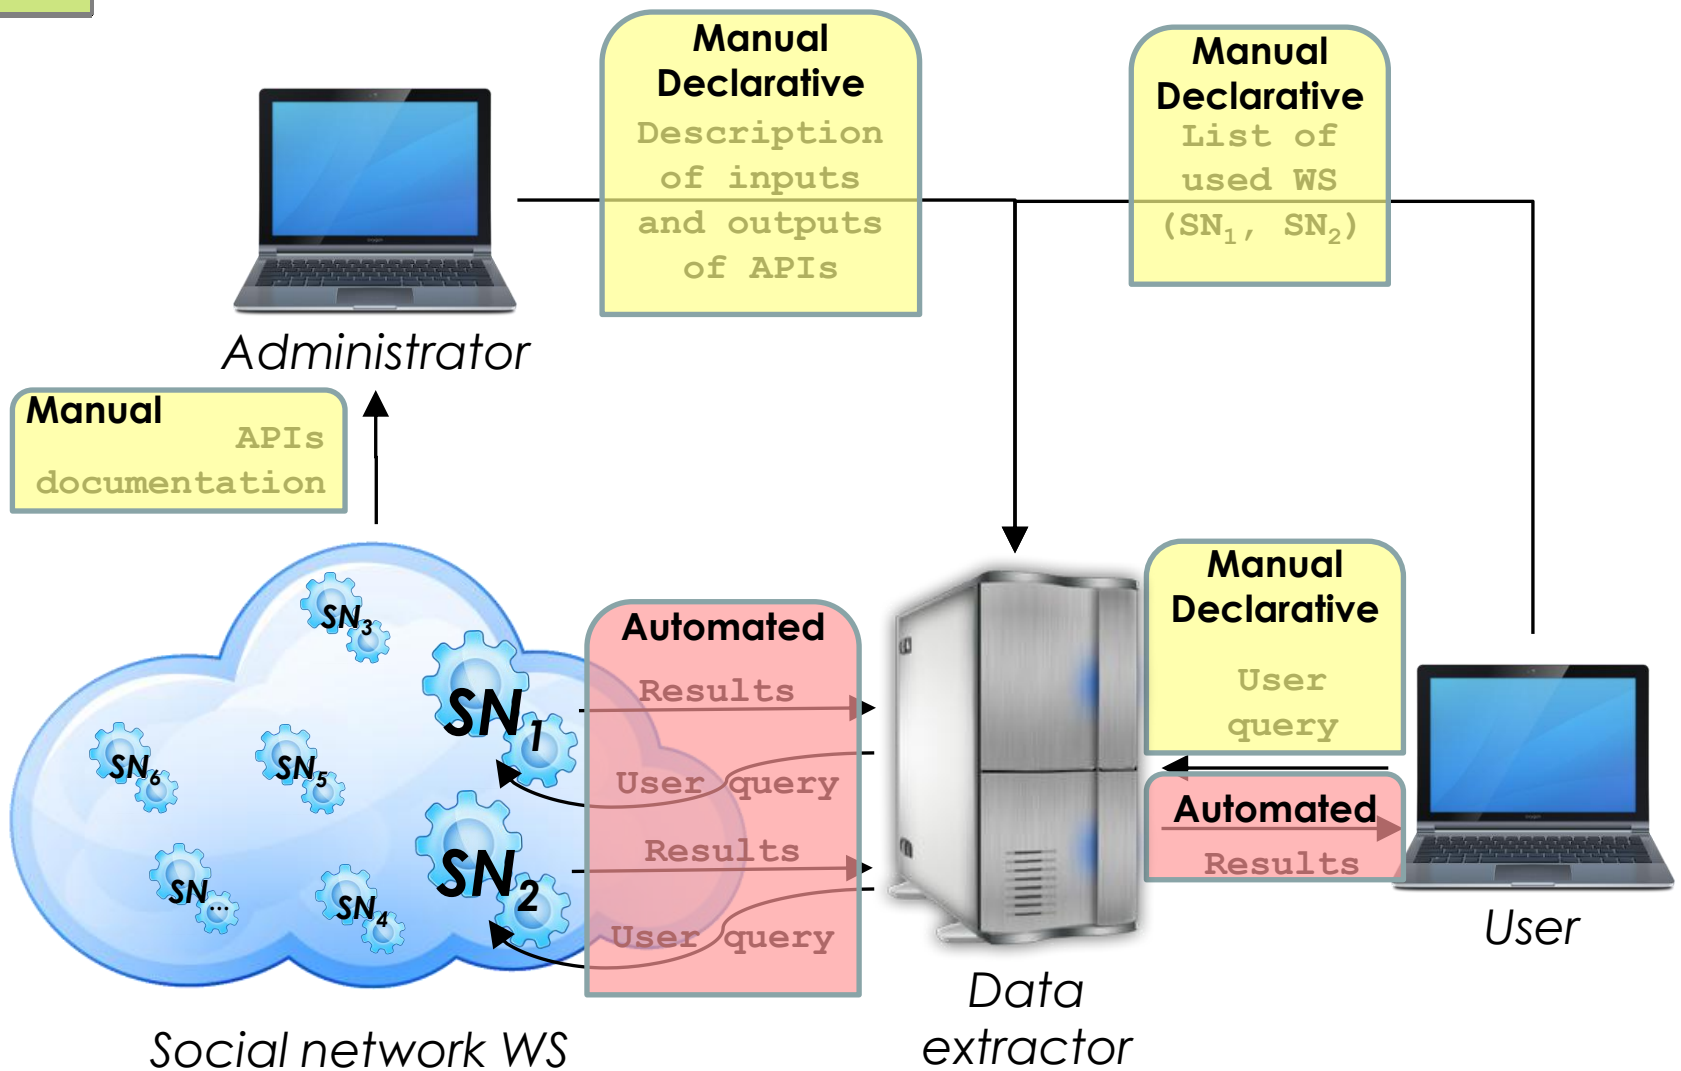 Manual
Declarative
Description
of inputs
and outputs
of APIs
Manual
Declarative
List of
used WS
(SN1, SN2)
Administrator
Manual
APIs
documentation
SN3
SN1
SN6
SN5
SN2
SN...
SN4
Social network WS
Automated
Results
User query
Results
User query
Data
extractor
Manual
Declarative
User
query
Automated
Results
User